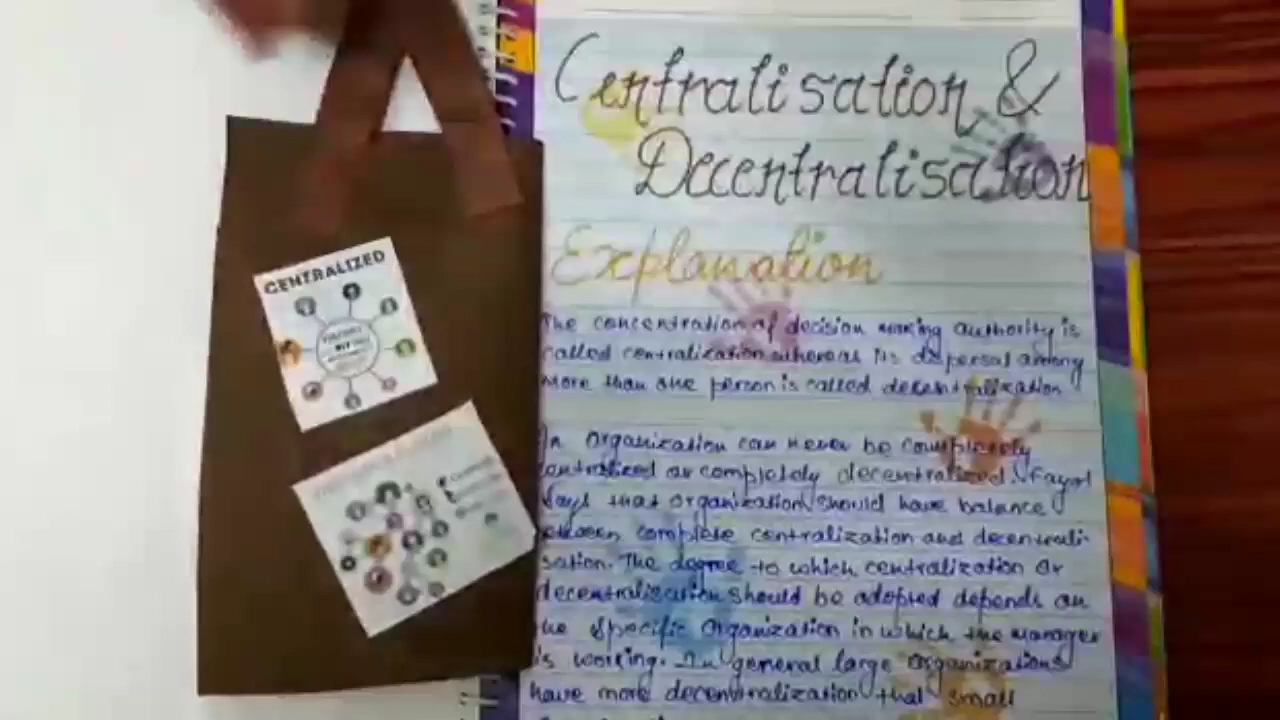 Centralisation &
Decentralisation
Explanation
The concentration of decision making authority is
called centralization whereas its dispersal among
more than one person is called decentralization
An organization can never be completely
centralized or completely decentralized. Fayol
says that organization should have balance
between complete centralization and decentrali-
sation. The degree to which centralization or
decentralisation should be adopted depends on
the specific organization in which the manager
is working. In general large organizations
have more decentralization that small
CENTRALIZED